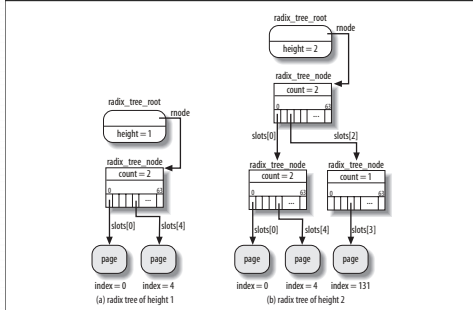 radix_tree_root
rnode
height = 1
radix_tree_node
count = 2
0 63
...
slots[0] slots[4]
page page
index = 0 index = 4
(a) radix tree of height 1
radix_tree_root
rnode
height = 2
radix_tree_node
count = 2
0 63
...
slots[0] slots[2]
radix_tree_node radix_tree_node
count = 2 count = 1
0 63 0 63
... ...
slots[0] slots[4] slots[3]
page page page
index = 0 index = 4 index = 131
(b) radix tree of height 2